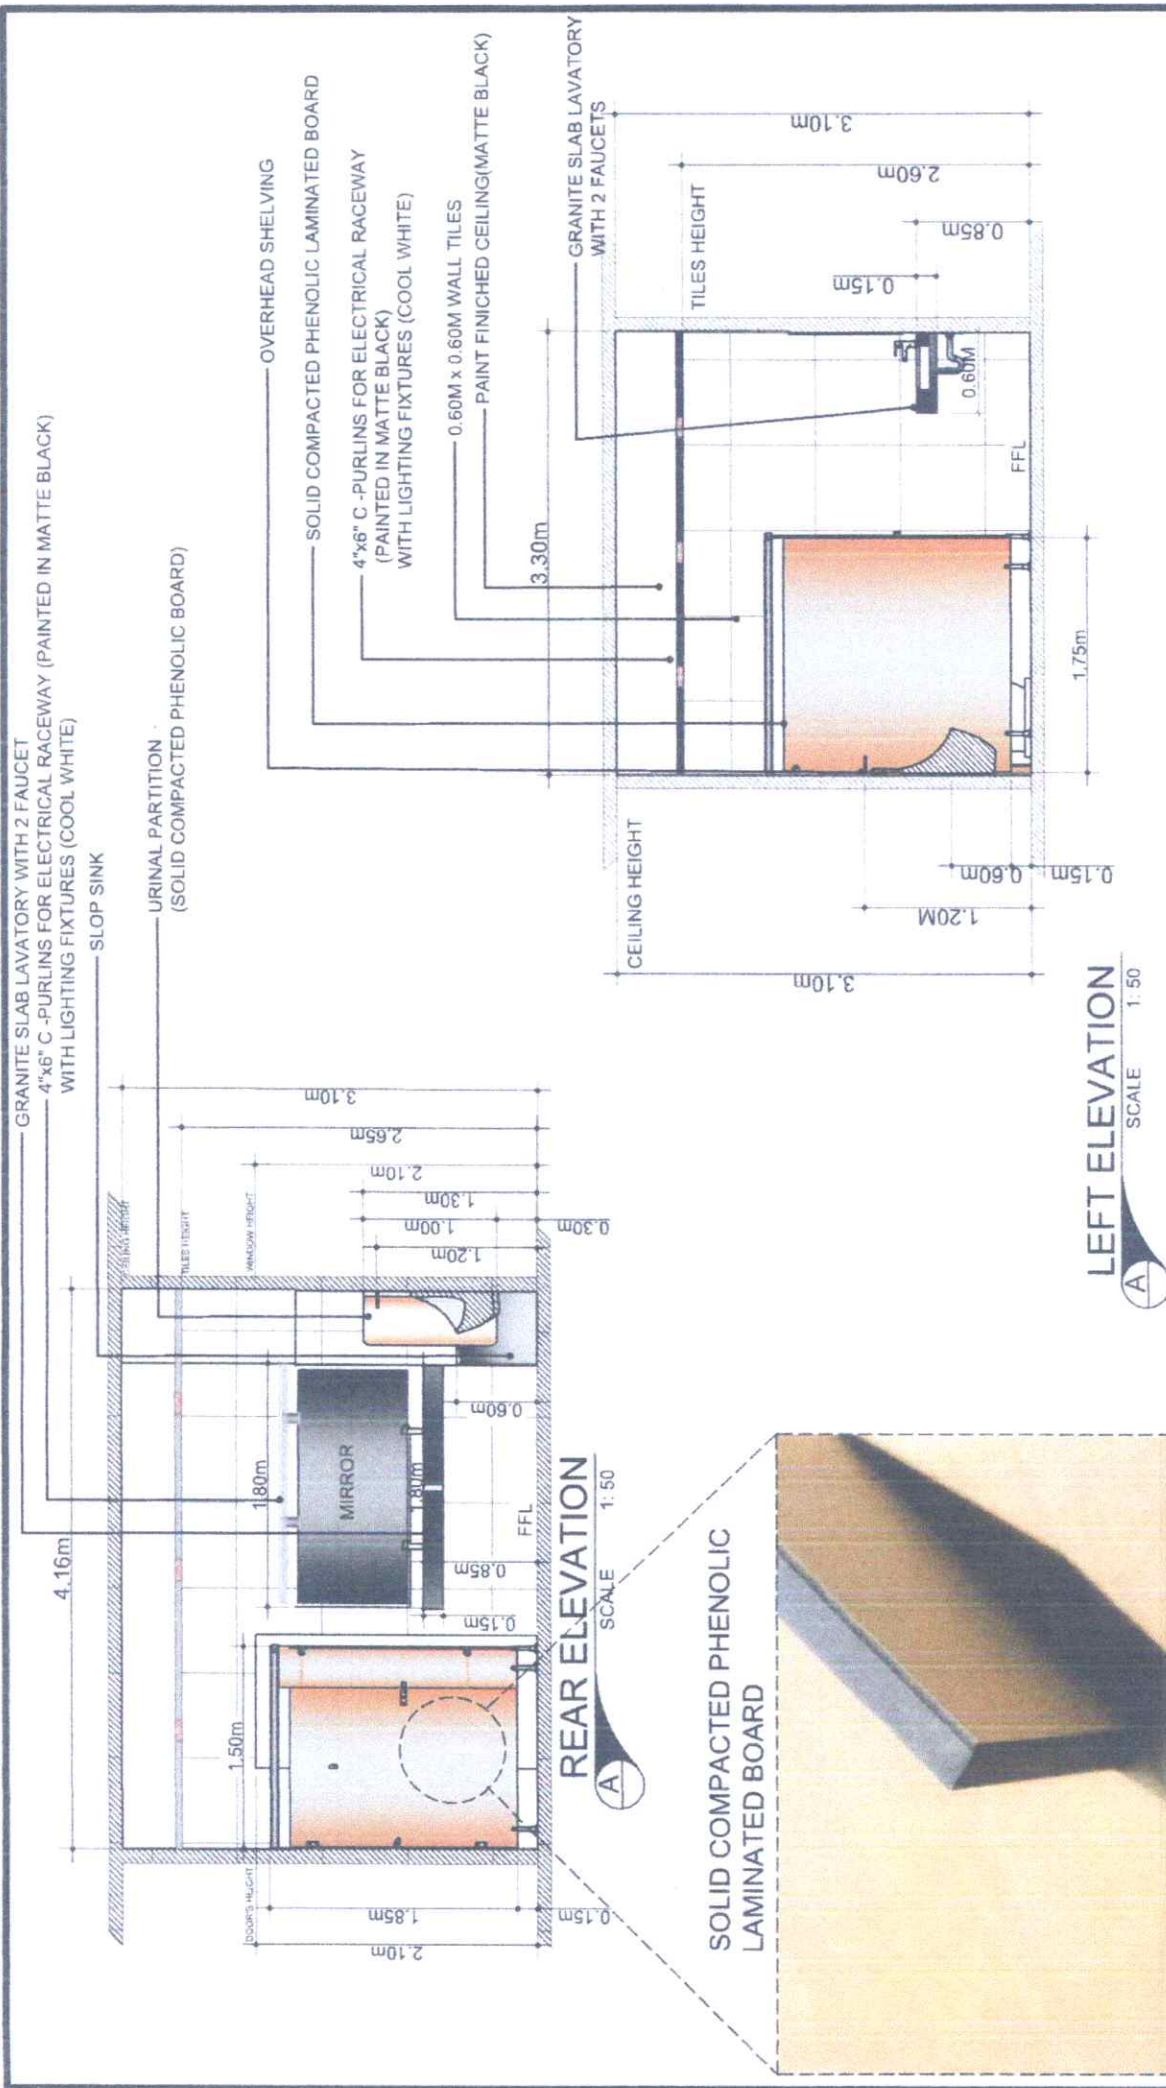 GRANITE SLAB LAVATORY WITH 2 FAUCET
4"x6" C -PURLINS FOR ELECTRICAL RACEWAY (PAINTED IN MATTE BLACK)
WITH LIGHTING FIXTURES (COOL WHITE)
SLOP SINK
URINAL PARTITION
(SOLID COMPACTED PHENOLIC BOARD)
4.16m
1.80m
1.50m
MIRROR
1.80m
FFL
0.85m
0.15m
0.60m
DOOR'S HEIGHT
1.85m
2.10m
0.15m
TILES HEIGHT
WINDOW HEIGHT
3.10m
2.65m
2.10m
1.30m
1.00m
1.20m
0.30m
REAR ELEVATION
A
SCALE 1: 50
SOLID COMPACTED PHENOLIC
LAMINATED BOARD
OVERHEAD SHELVING
SOLID COMPACTED PHENOLIC LAMINATED BOARD
4"x6" C -PURLINS FOR ELECTRICAL RACEWAY
(PAINTED IN MATTE BLACK)
WITH LIGHTING FIXTURES (COOL WHITE)
0.60M x 0.60M WALL TILES
PAINT FINICHED CEILING(MATTE BLACK)
GRANITE SLAB LAVATORY
WITH 2 FAUCETS
3.30m
CEILING HEIGHT
TILES HEIGHT
3.10m
2.60m
0.85m
0.15m
0.60M
FFL
1.75m
0.60m
0.15m
1.20M
3.10m
LEFT ELEVATION
A
SCALE 1: 50